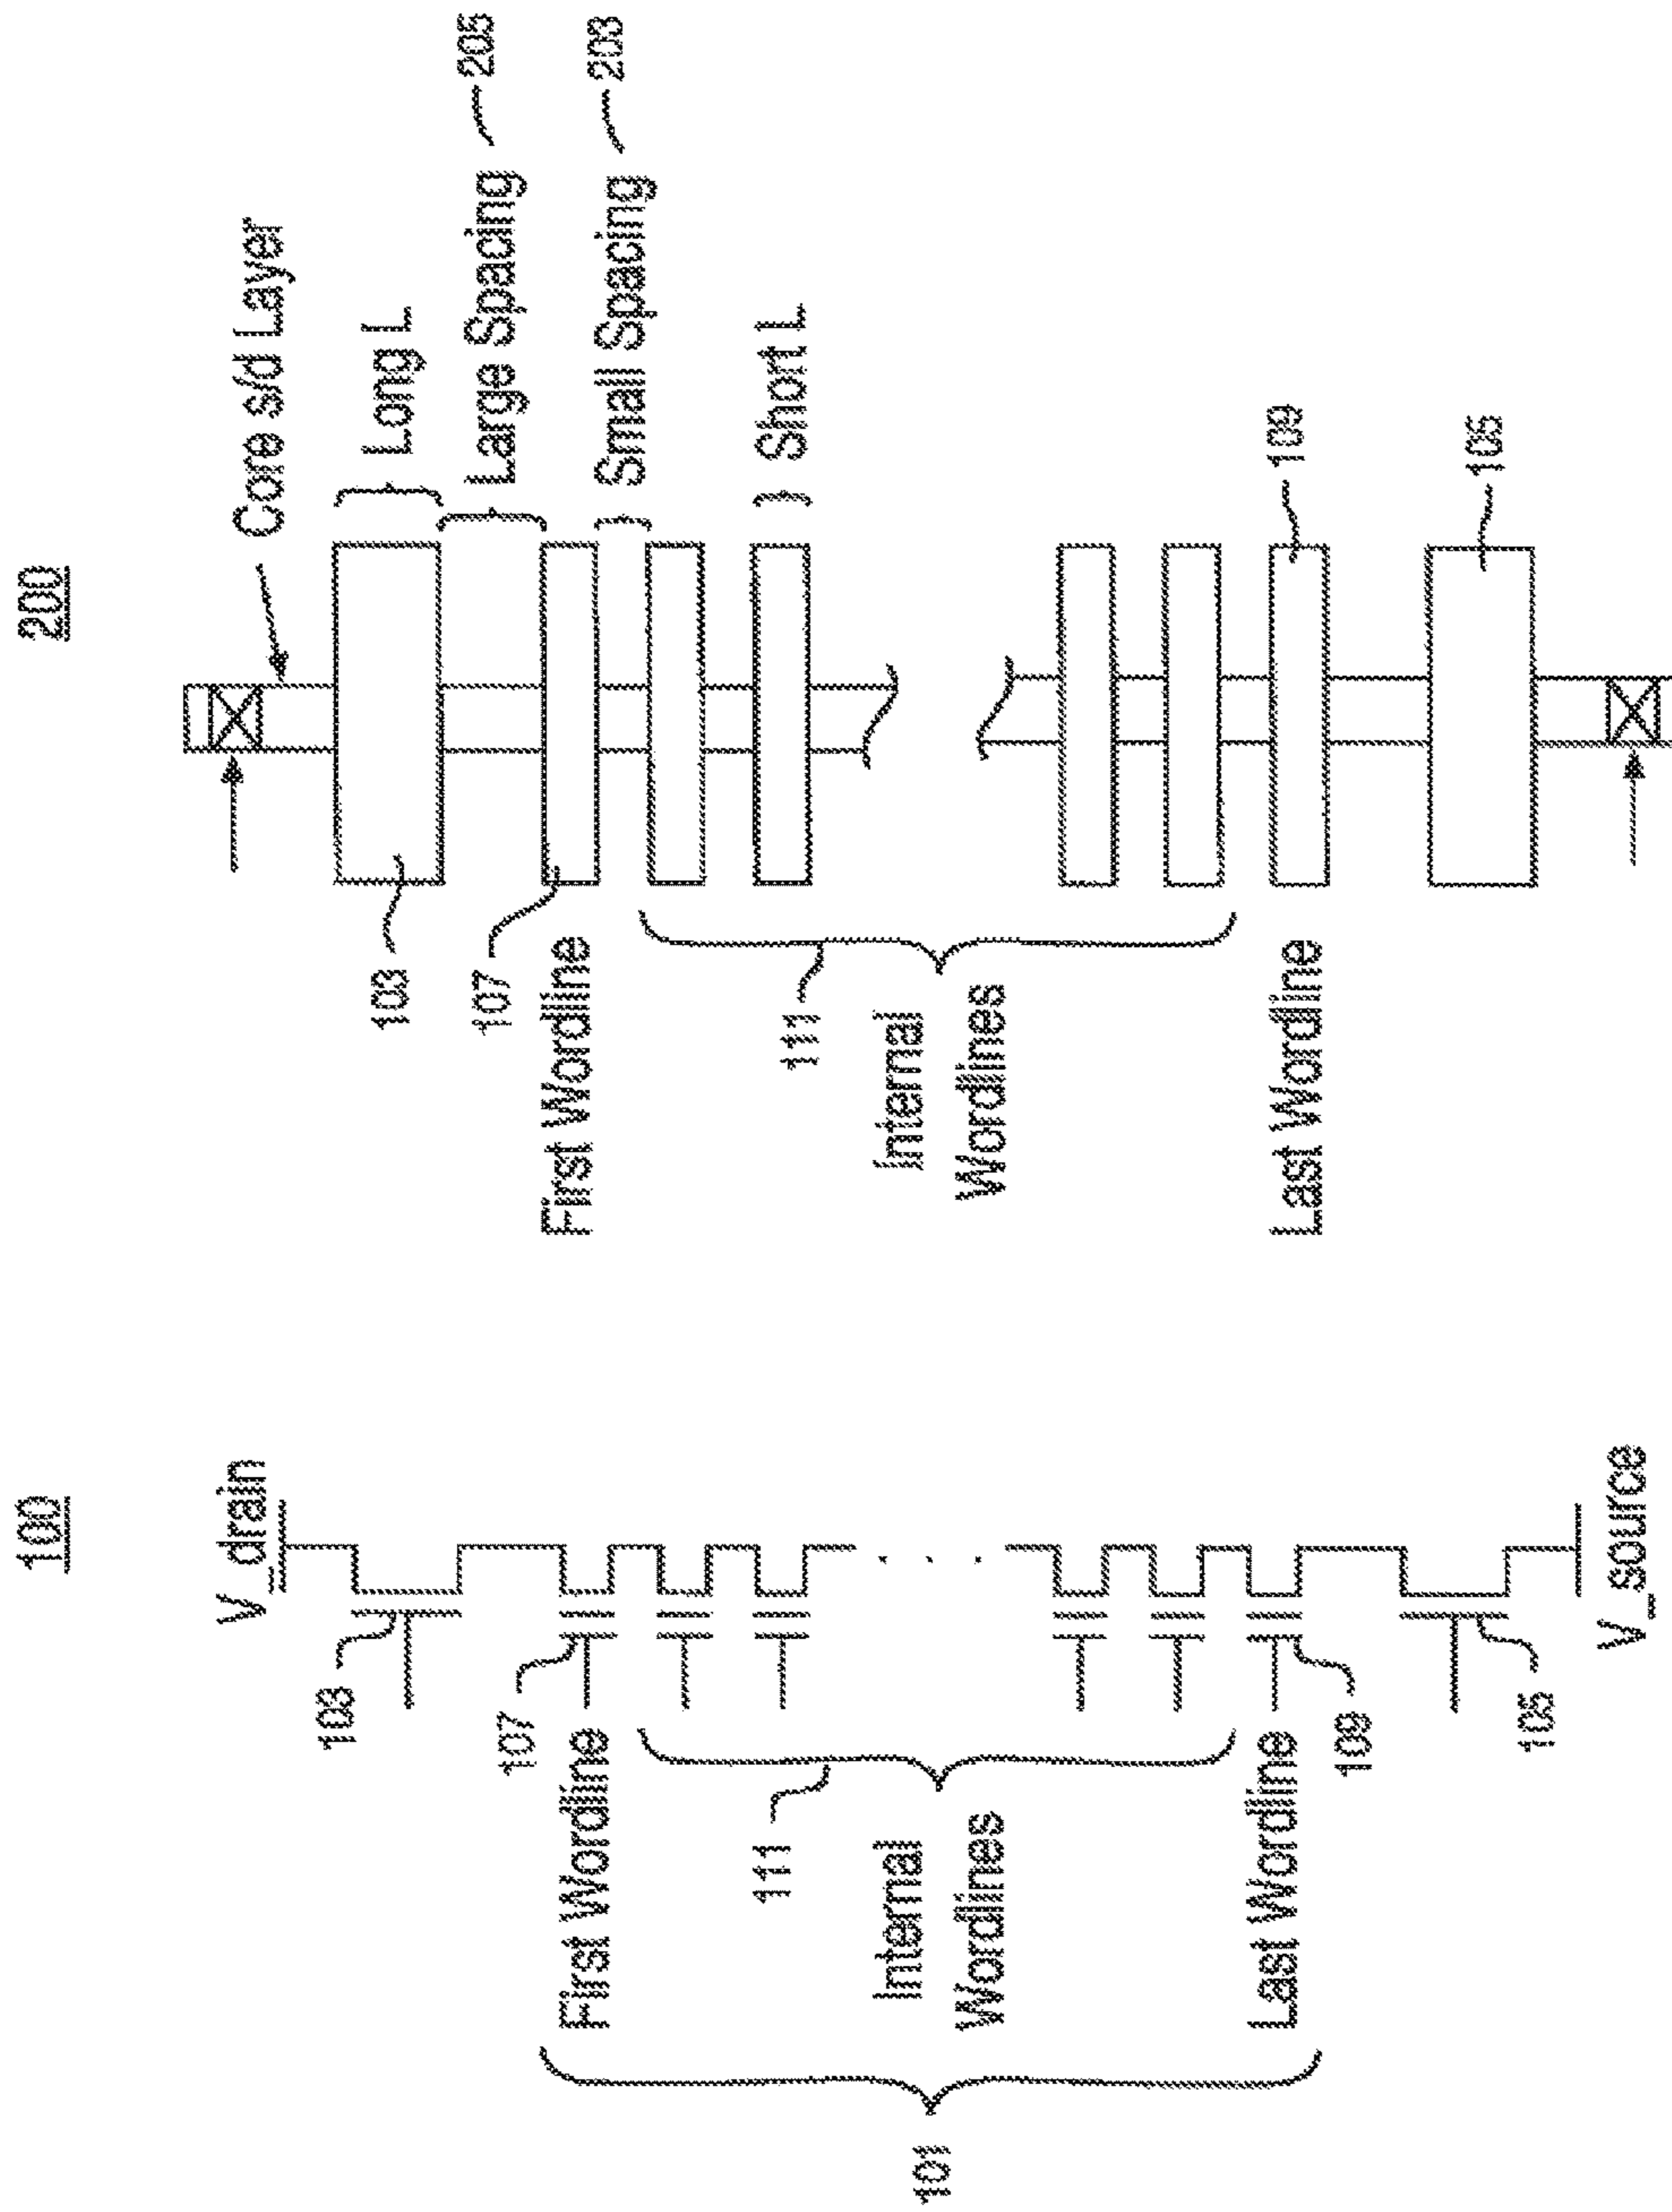 100
V_drain
103
107
First Wordline
111
Internal
Wordlines
101
Last Wordline
109
105
V_source
200
Core s/d Layer
Long L
Large Spacing
205
Small Spacing
203
Short L
103
107
First Wordline
111
Internal
Wordlines
Last Wordline
109
105